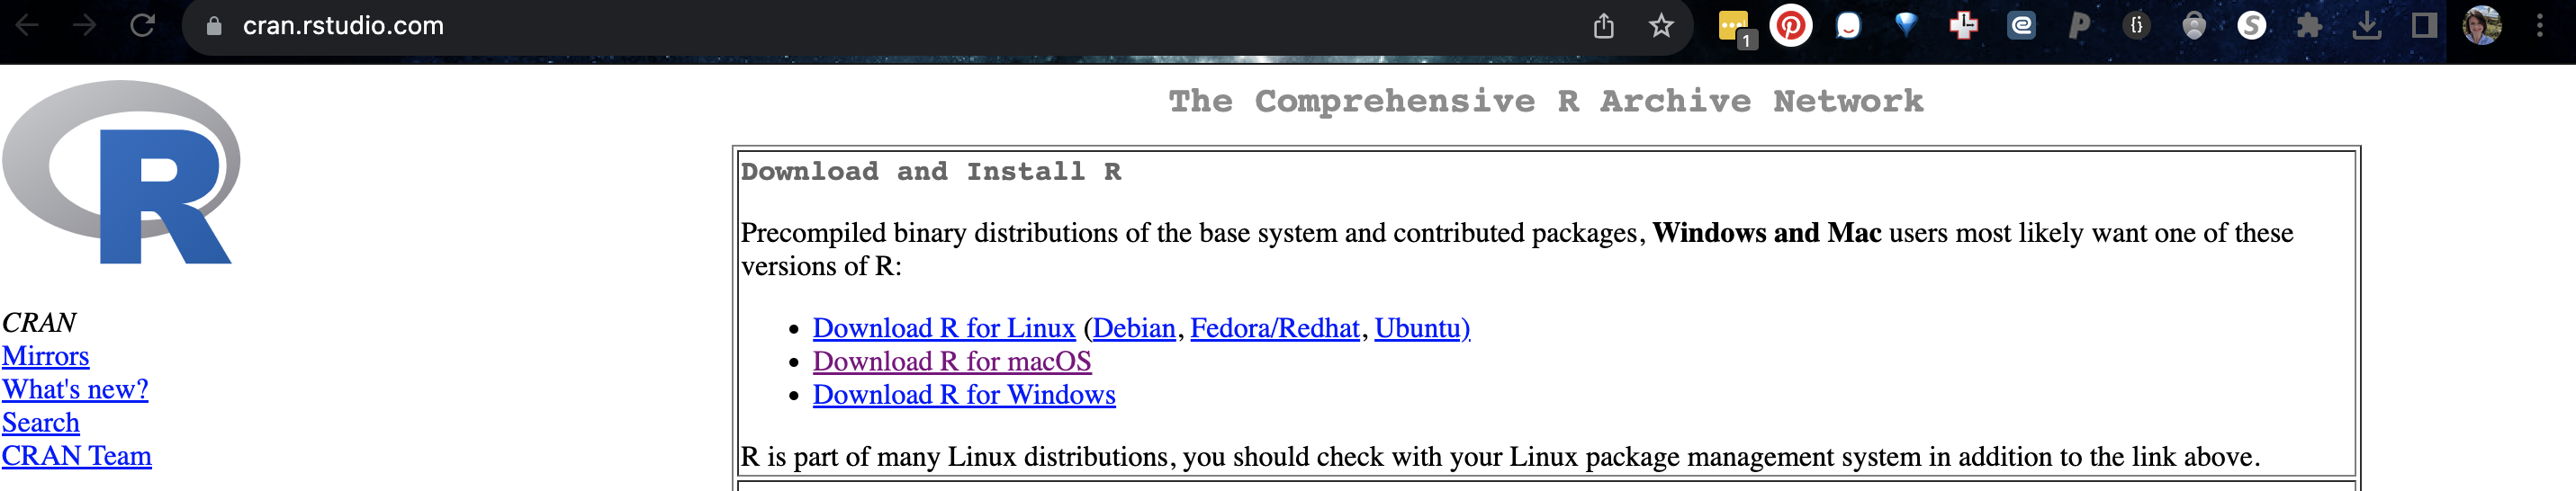 cran.rstudio.com
1
R
The Comprehensive R Archive Network
Download and Install R
Precompiled binary distributions of the base system and contributed packages, Windows and Mac users most likely want one of these
versions of R:
• Download R for Linux (Debian, Fedora/Redhat, Ubuntu)
• Download R for macOS
• Download R for Windows
R is part of many Linux distributions, you should check with your Linux package management system in addition to the link above.
CRAN
Mirrors
What's new?
Search
CRAN Team